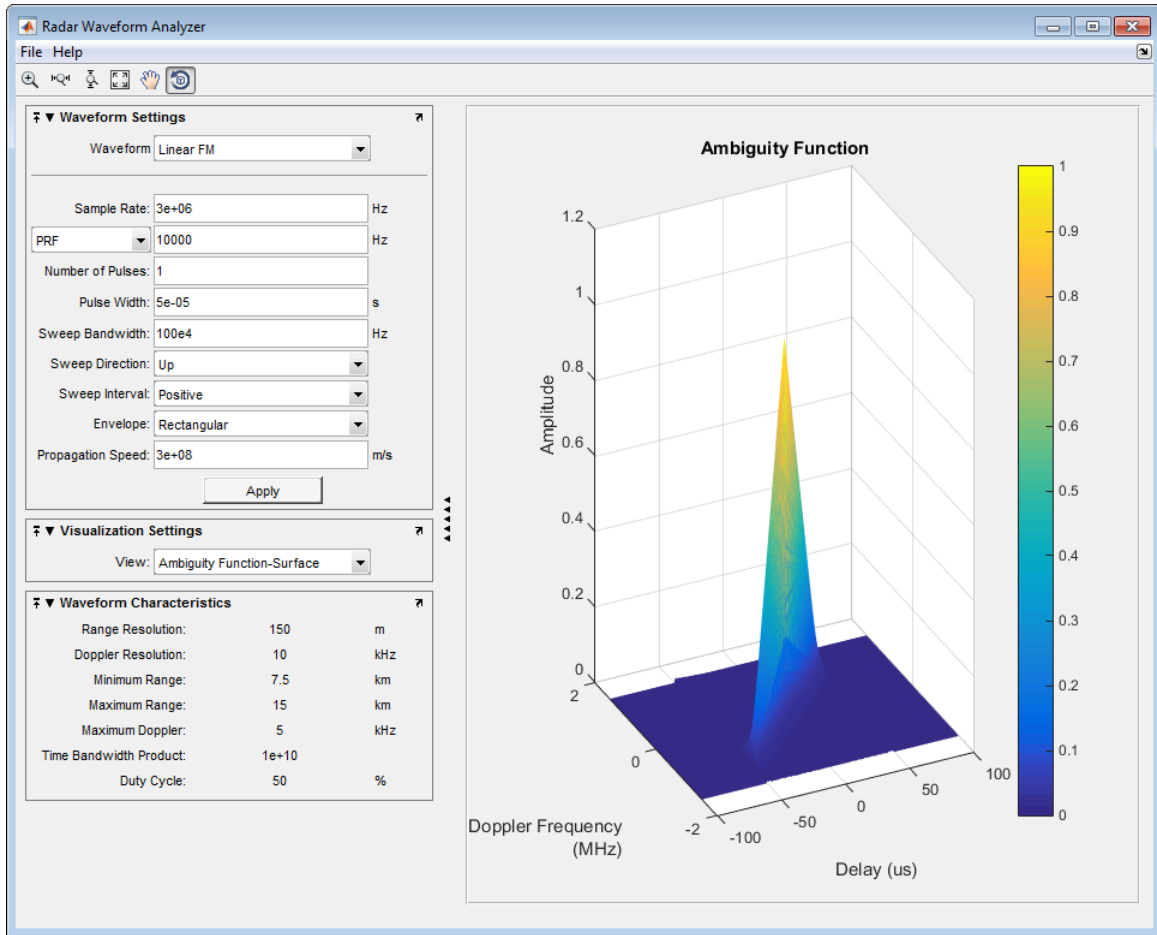 Radar Waveform Analyzer
File Help
Waveform Settings
Waveform Linear FM
Sample Rate: 3e+06 Hz
PRF 10000 Hz
Number of Pulses: 1
Pulse Width: 5e-05 s
Sweep Bandwidth: 100e4 Hz
Sweep Direction: Up
Sweep Interval: Positive
Envelope: Rectangular
Propagation Speed: 3e+08 m/s
Apply
Visualization Settings
View: Ambiguity Function-Surface
Waveform Characteristics
Range Resolution: 150 m
Doppler Resolution: 10 kHz
Minimum Range: 7.5 km
Maximum Range: 15 km
Maximum Doppler: 5 kHz
Time Bandwidth Product: 1e+10
Duty Cycle: 50 %
Ambiguity Function
1.2
1
0.8
0.6
0.4
0.2
0
Amplitude
2
0
-2
Doppler Frequency
(MHz)
-100
-50
0
50
100
Delay (us)
1
0.9
0.8
0.7
0.6
0.5
0.4
0.3
0.2
0.1
0